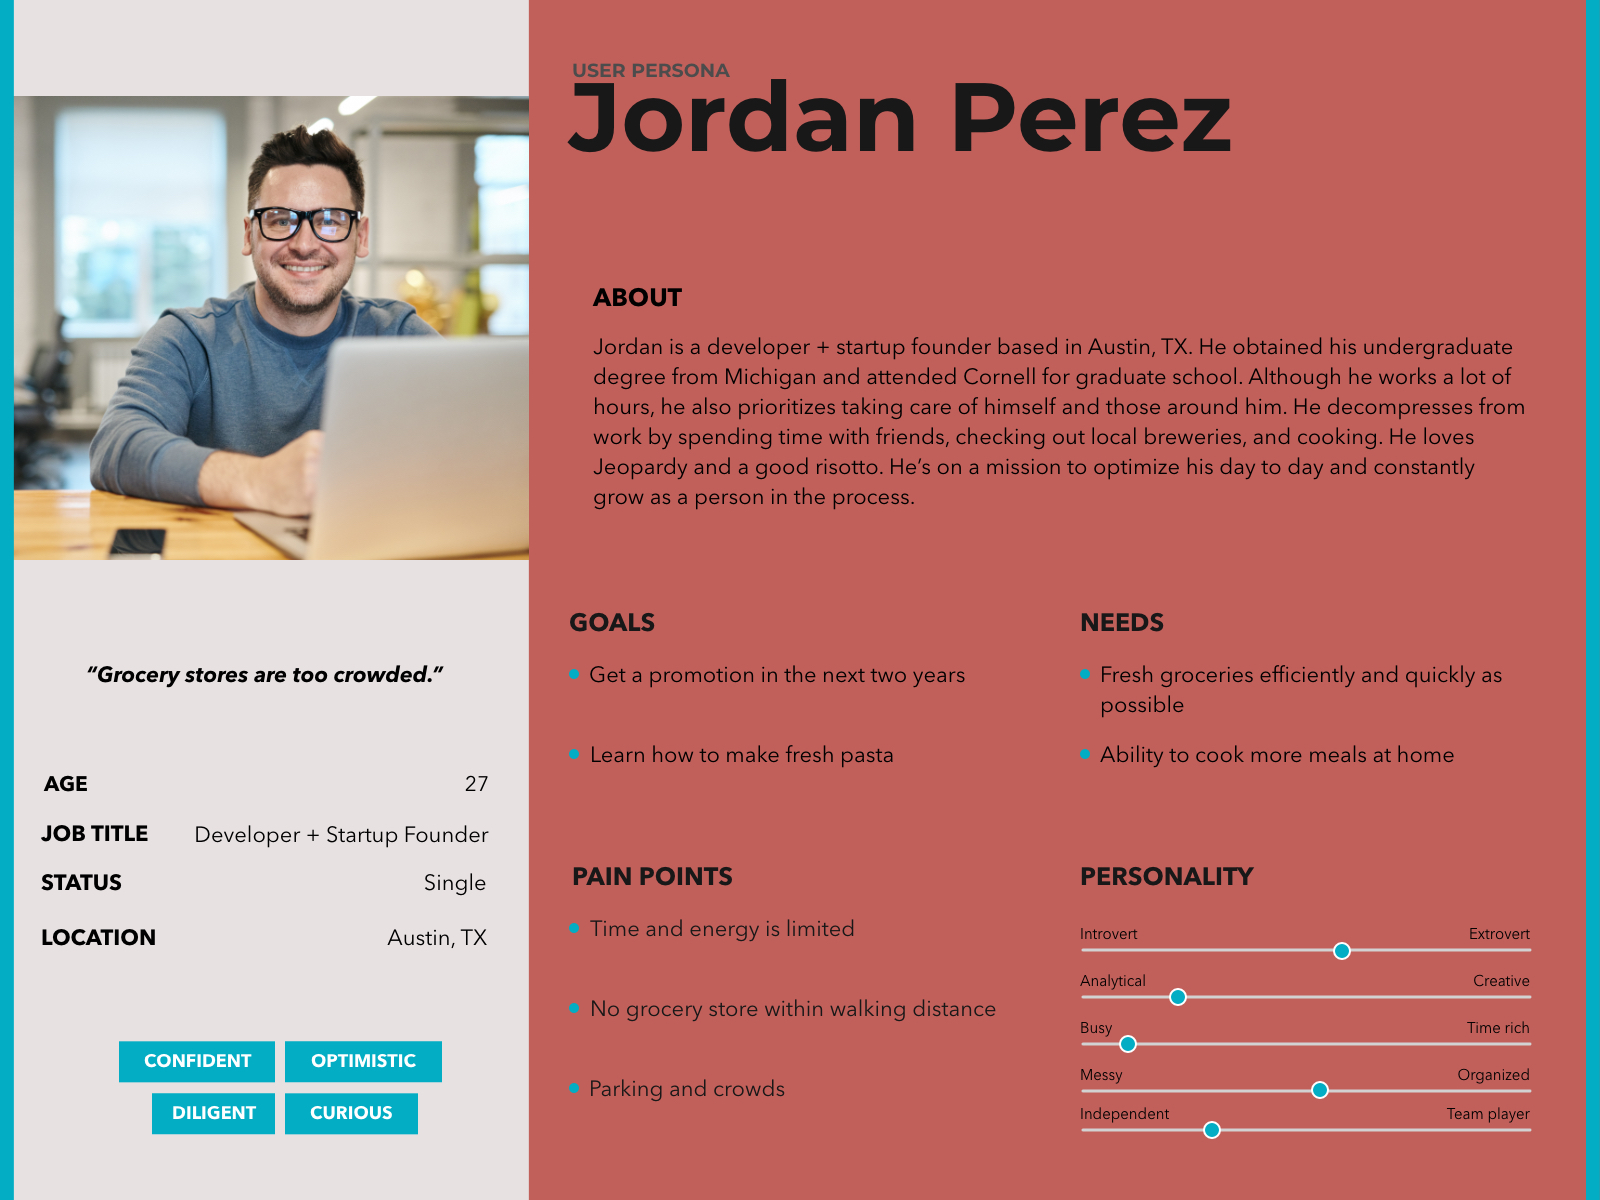 USER PERSONA
Jordan Perez
ABOUT
Jordan is a developer + startup founder based in Austin, TX. He obtained his undergraduate
degree from Michigan and attended Cornell for graduate school. Although he works a lot of
hours, he also prioritizes taking care of himself and those around him. He decompresses from
work by spending time with friends, checking out local breweries, and cooking. He loves
Jeopardy and a good risotto. He’s on a mission to optimize his day to day and constantly
grow as a person in the process.
“Grocery stores are too crowded.”
AGE 27
JOB TITLE Developer + Startup Founder
STATUS Single
LOCATION Austin, TX
CONFIDENT OPTIMISTIC
DILIGENT CURIOUS
GOALS
Get a promotion in the next two years
Learn how to make fresh pasta
NEEDS
Fresh groceries efficiently and quickly as
possible
Ability to cook more meals at home
PAIN POINTS
Time and energy is limited
No grocery store within walking distance
Parking and crowds
PERSONALITY
Introvert Extrovert
Analytical Creative
Busy Time rich
Messy Organized
Independent Team player